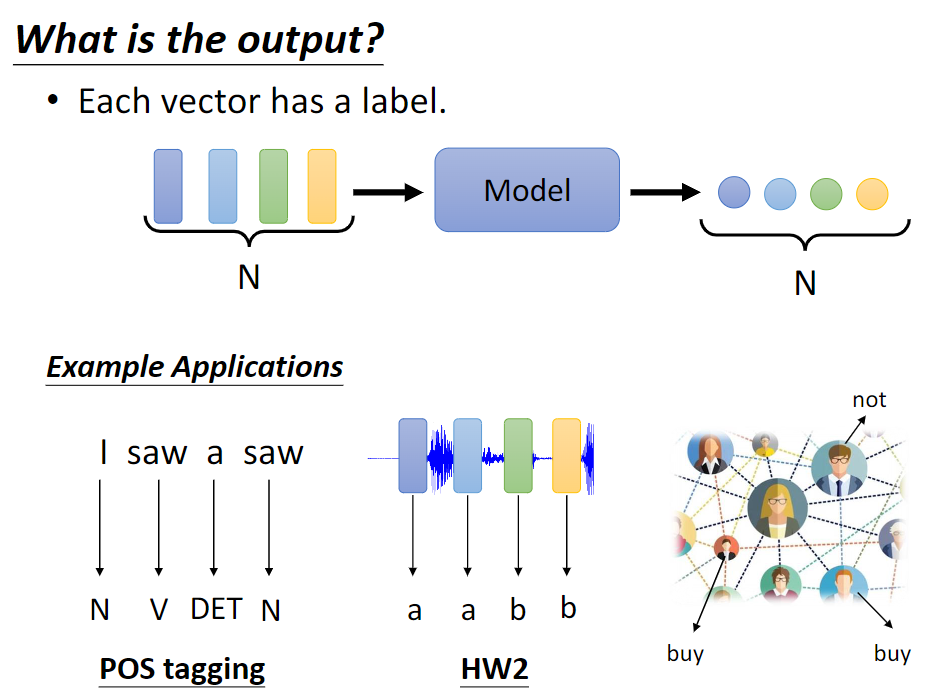 What is the output?
• Each vector has a label.
Model
N
N
Example Applications
I saw a saw
N V DET N
POS tagging
a a b b
HW2
not
buy
buy